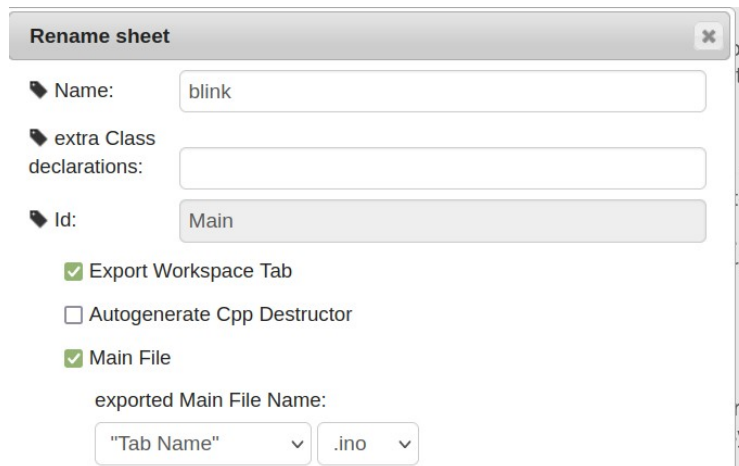 Rename sheet
Name:
blink
extra Class
declarations:
Id:
Main
Export Workspace Tab
Autogenerate Cpp Destructor
Main File
exported Main File Name:
"Tab Name" .ino